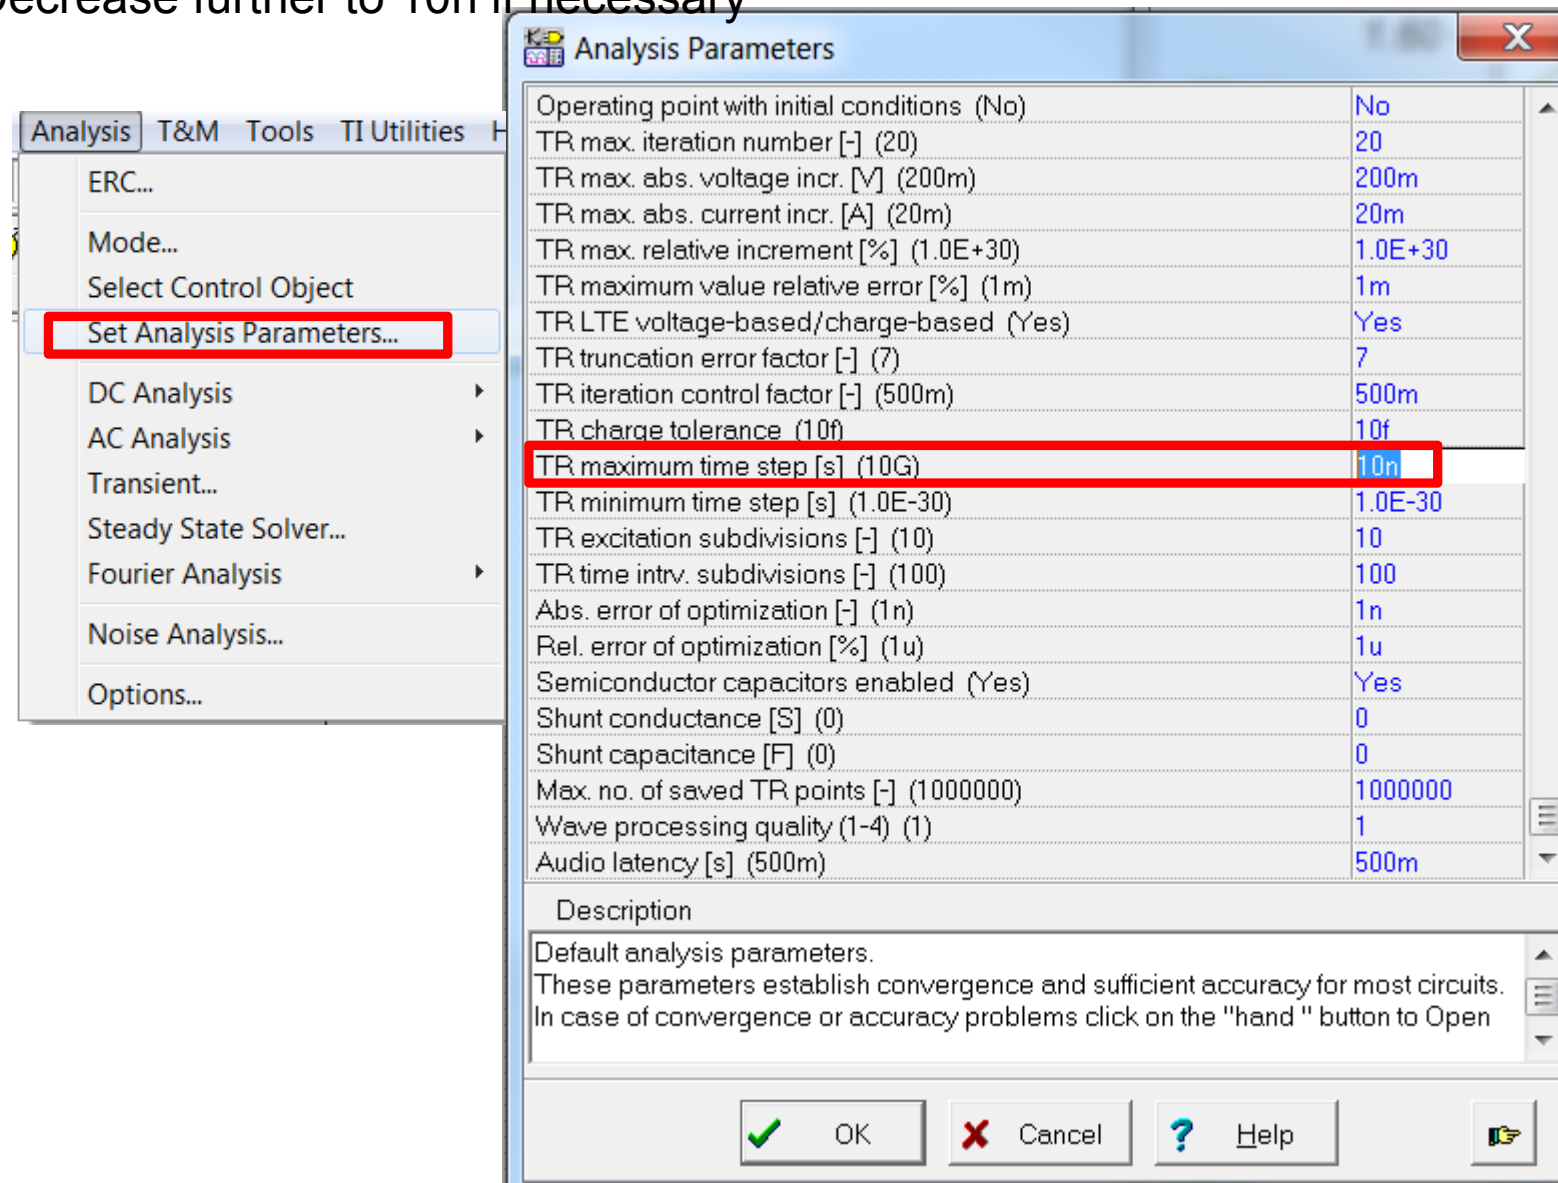 Decrease further to 10n if necessary
Analysis T&M Tools TI Utilities
ERC...
Mode...
Select Control Object
Set Analysis Parameters...
DC Analysis
AC Analysis
Transient...
Steady State Solver...
Fourier Analysis
Noise Analysis...
Options...
Analysis Parameters
Operating point with initial conditions (No) No
TR max. iteration number [-] (20) 20
TR max. abs. voltage incr. [V] (200m) 200m
TR max. abs. current incr. [A] (20m) 20m
TR max. relative increment [%] (1.0E+30) 1.0E+30
TR maximum value relative error [%] (1m) 1m
TR LTE voltage-based/charge-based (Yes) Yes
TR truncation error factor [-] (7) 7
TR iteration control factor [-] (500m) 500m
TR charge tolerance (10f) 10f
TR maximum time step [s] (10G) 10n
TR minimum time step [s] (1.0E-30) 1.0E-30
TR excitation subdivisions [-] (10) 10
TR time intrv. subdivisions [-] (100) 100
Abs. error of optimization [-] (1n) 1n
Rel. error of optimization [%] (1u) 1u
Semiconductor capacitors enabled (Yes) Yes
Shunt conductance [S] (0) 0
Shunt capacitance [F] (0) 0
Max. no. of saved TR points [-] (1000000) 1000000
Wave processing quality (1-4) (1) 1
Audio latency [s] (500m) 500m
Description
Default analysis parameters.
These parameters establish convergence and sufficient accuracy for most circuits.
In case of convergence or accuracy problems click on the "hand " button to Open
OK Cancel Help